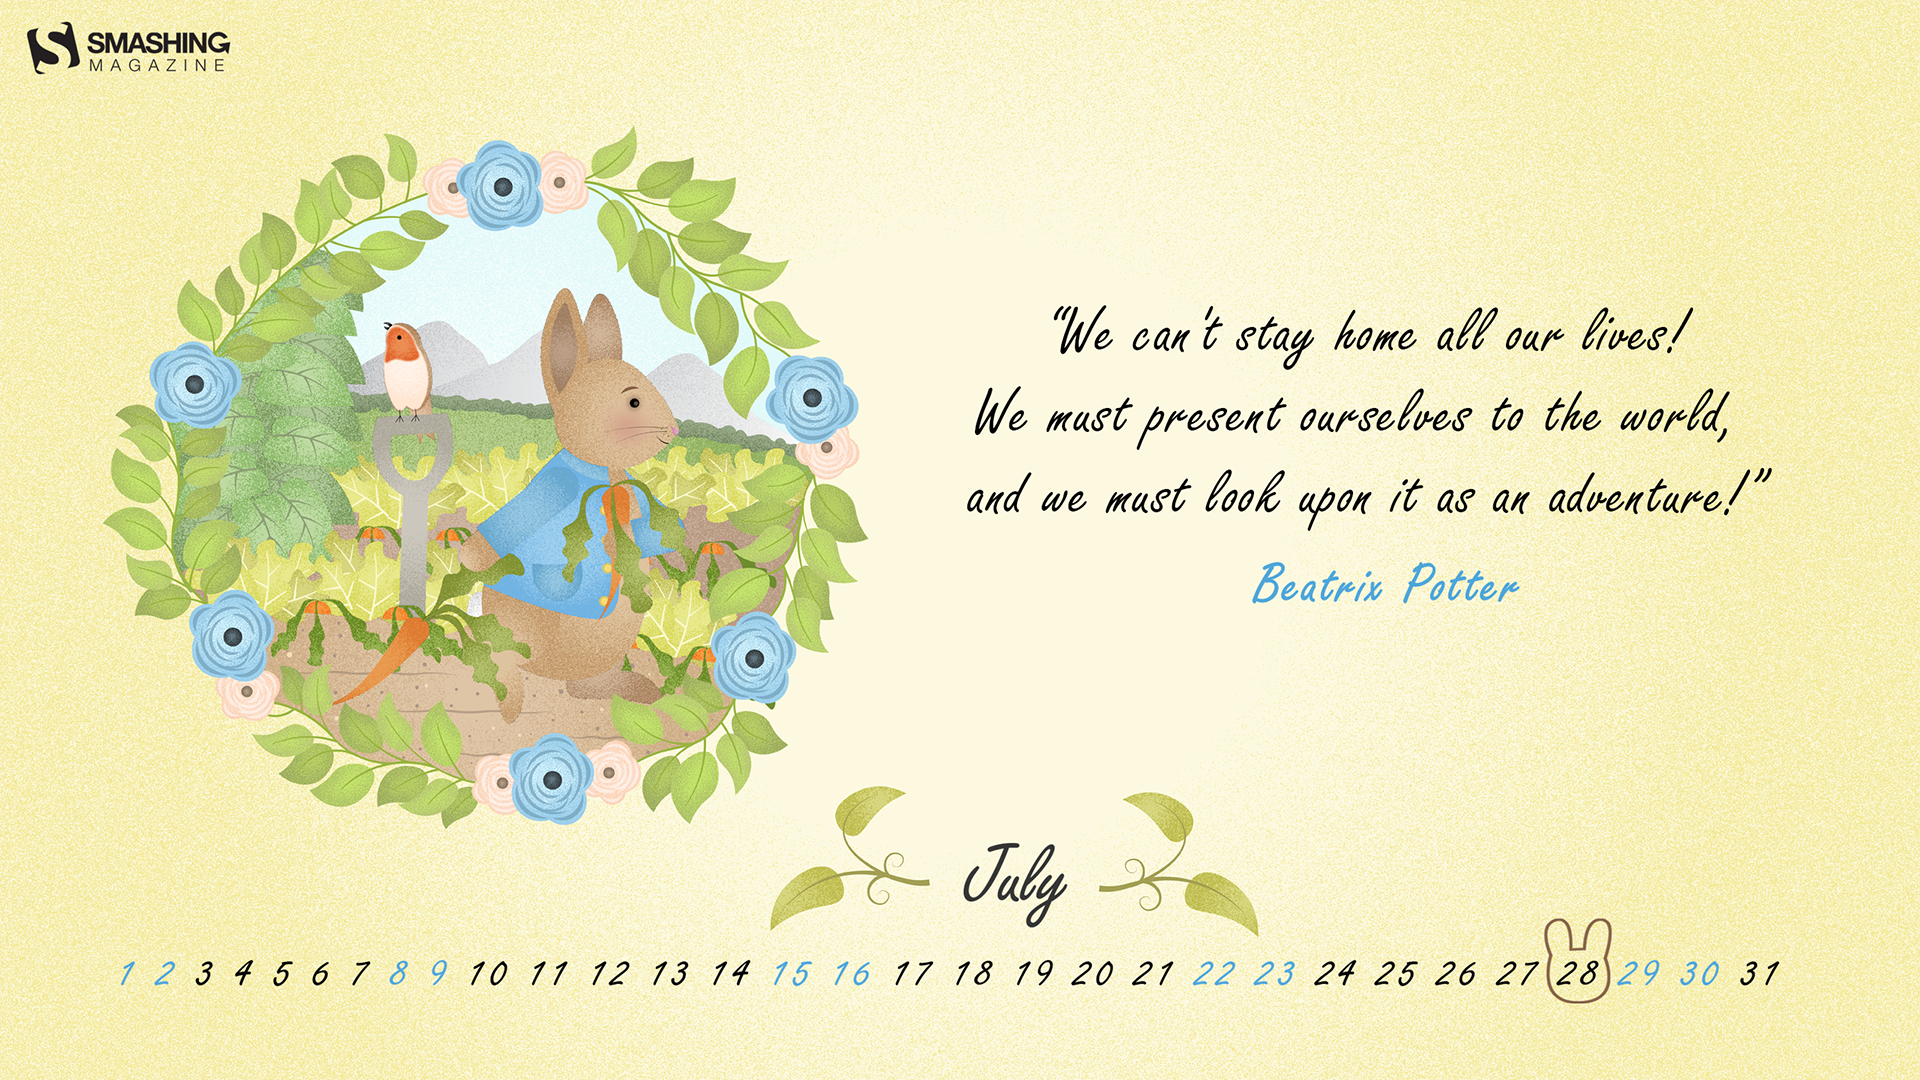 SMASHING
MAGAZINE
“We can't stay home all our lives!
We must present ourselves to the world,
and we must look upon it as an adventure!”
Beatrix Potter
July
1 2 3 4 5 6 7 8 9 10 11 12 13 14 15 16 17 18 19 20 21 22 23 24 25 26 27 28 29 30 31